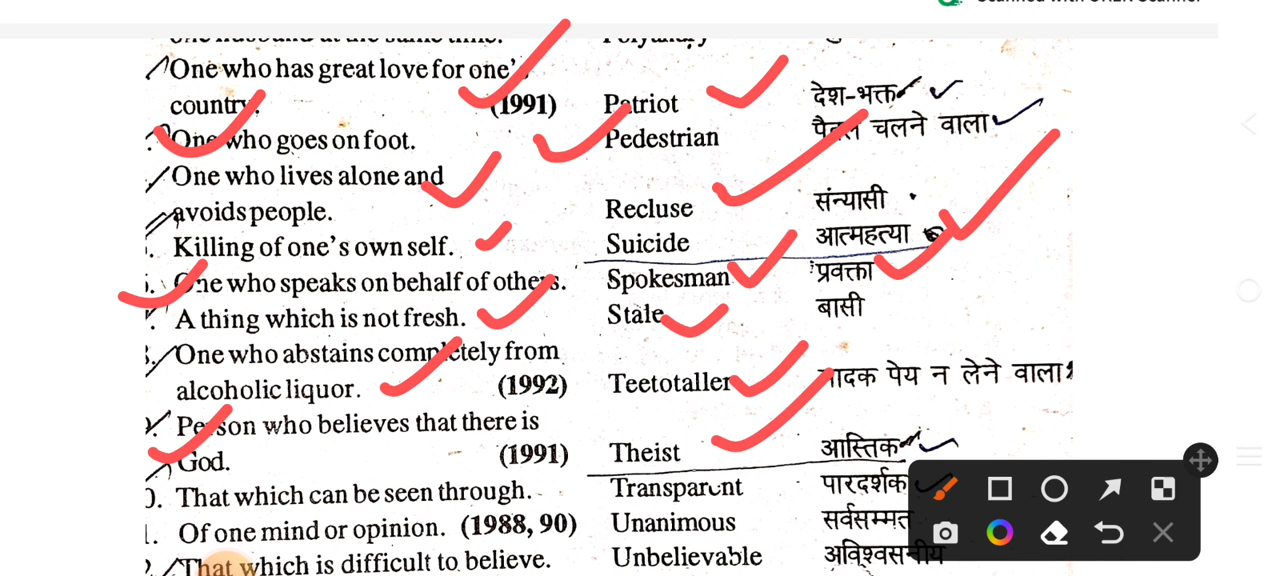 One who has great love for one's
country. (1991) Patriot देश-भक्त
One who goes on foot. Pedestrian पैदल चलने वाला
One who lives alone and
avoids people. Recluse संन्यासी
Killing of one's own self. Suicide आत्महत्या
One who speaks on behalf of others. Spokesman प्रवक्ता
A thing which is not fresh. Stale बासी
One who abstains completely from
alcoholic liquor. (1992) Teetotaller मादक पेय न लेने वाला
Person who believes that there is
God. (1991) Theist आस्तिक
0. That which can be seen through. Transparent पारदर्शक
1. Of one mind or opinion. (1988, 90) Unanimous सर्वसम्मत
That which is difficult to believe. Unbelievable अविश्वसनीय